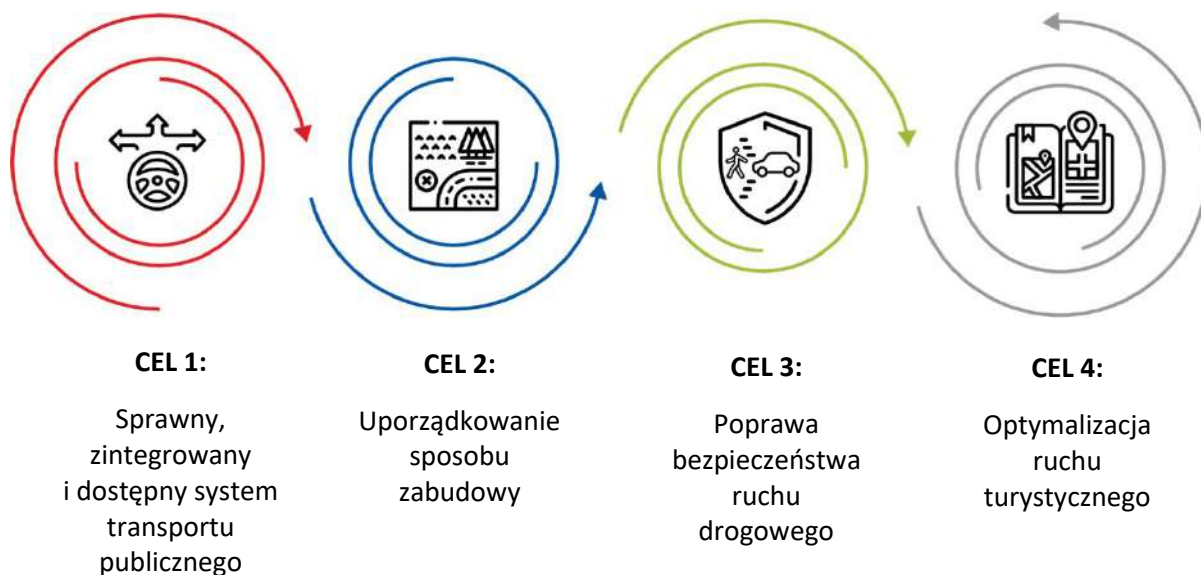 CEL 1:
Sprawny,
zintegrowany
i dostępny system
transportu
publicznego
CEL 2:
Uporządkowanie
sposobu
zabudowy
CEL 3:
Poprawa
bezpieczeństwa
ruchu
drogowego
CEL 4:
Optymalizacja
ruchu
turystycznego